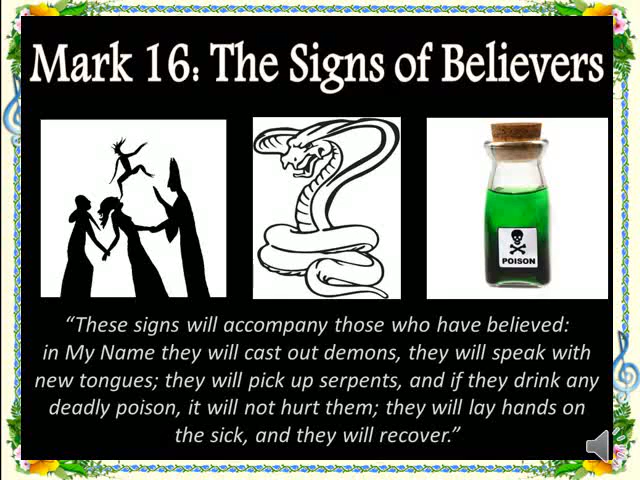 Mark 16: The Signs of Believers
POISON
“These signs will accompany those who have believed:
in My Name they will cast out demons, they will speak with
new tongues; they will pick up serpents, and if they drink any
deadly poison, it will not hurt them; they will lay hands on
the sick, and they will recover.”